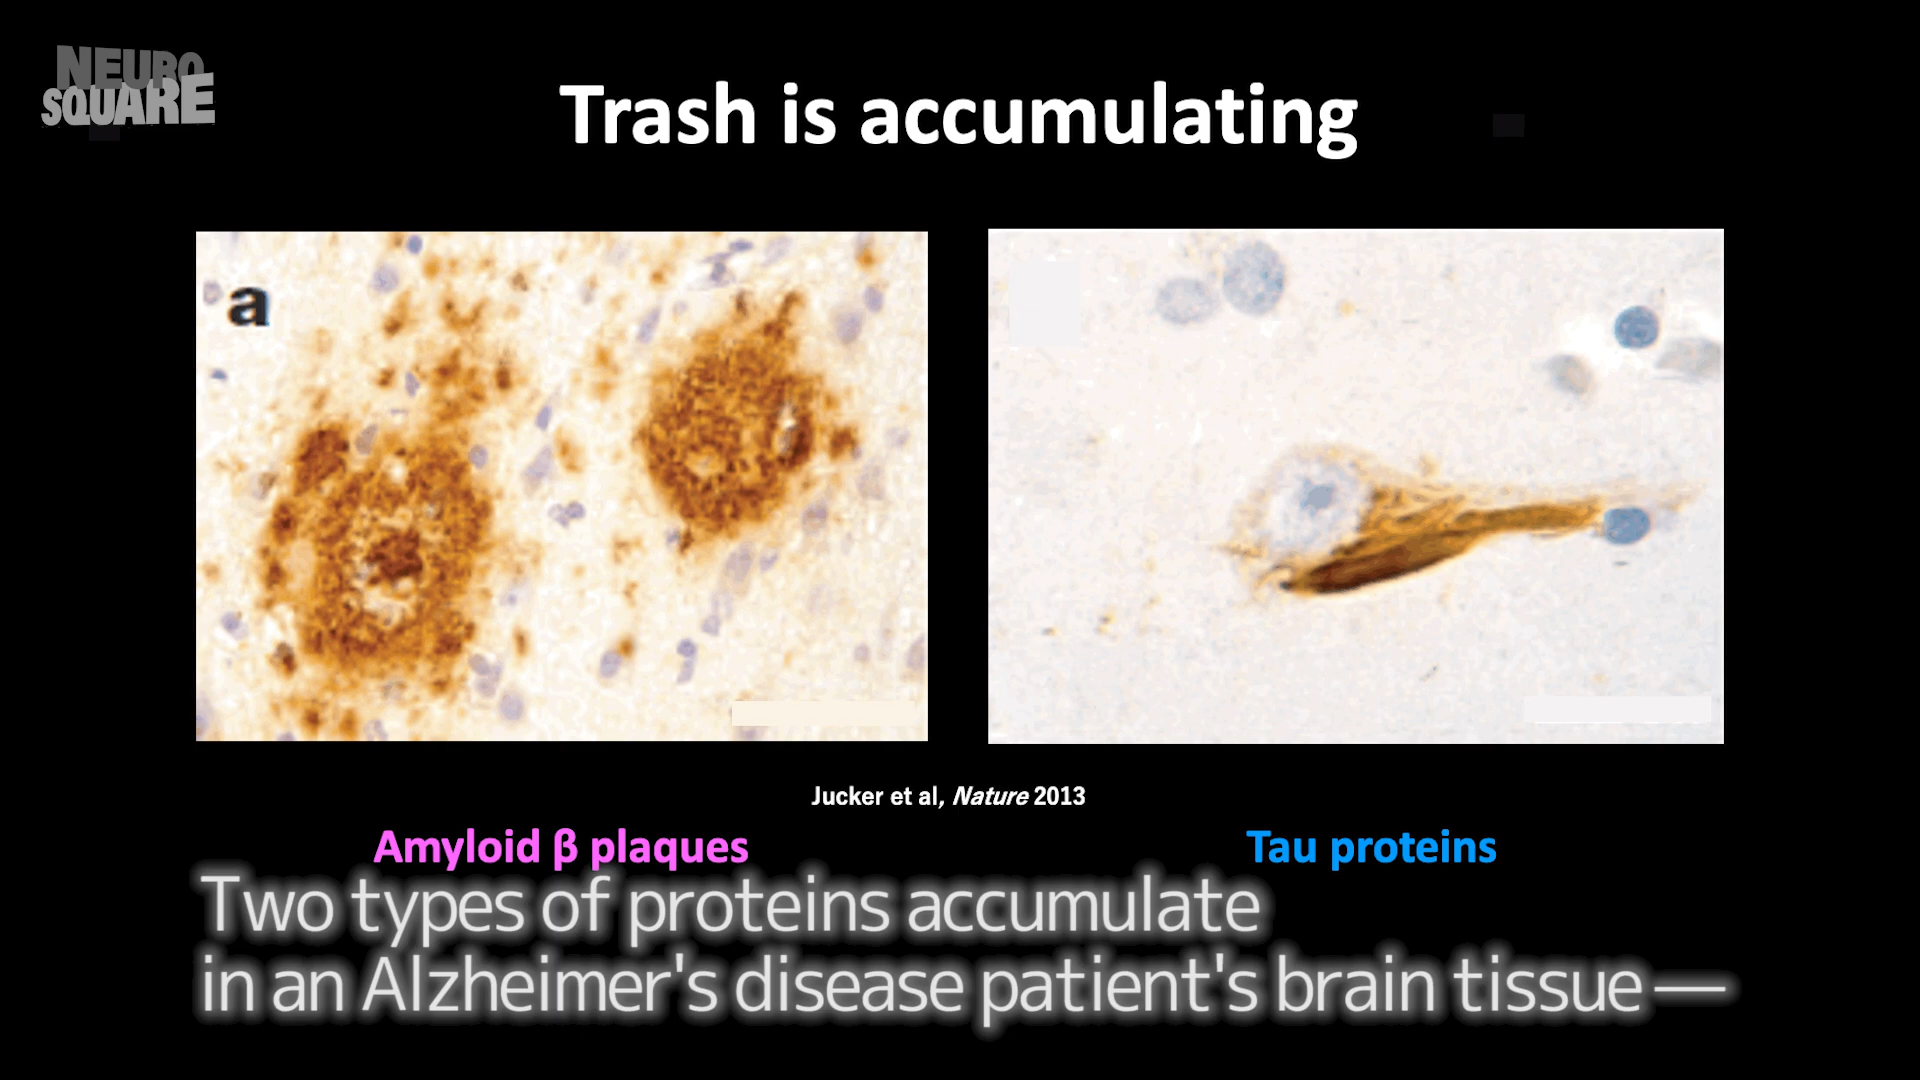 NEURO
SQUARE
Trash is accumulating
a
Jucker et al, Nature 2013
Amyloid β plaques
Tau proteins
Two types of proteins accumulate
in an Alzheimer's disease patient's brain tissue—